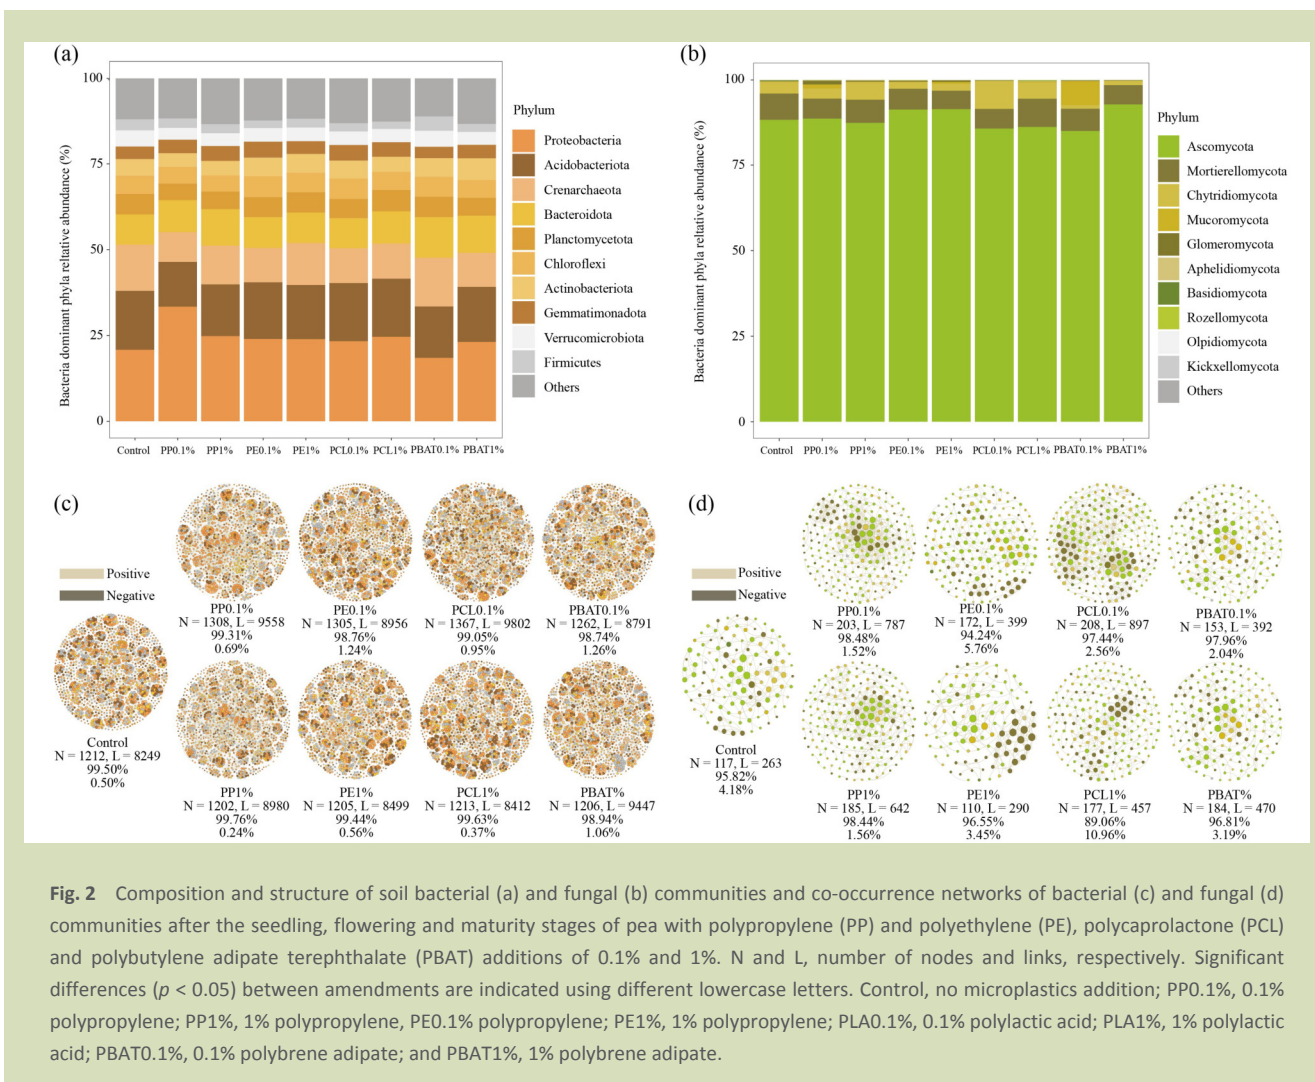 (a)
Bacteria dominant phyla reltative abundance (%)
100
75
50
25
0
Control PP0.1% PP1% PE0.1% PE1% PCL0.1% PCL1% PBAT0.1% PBAT1%
Phylum
Proteobacteria
Acidobacteriota
Crenarchaeota
Bacteroidota
Planctomycetota
Chloroflexi
Actinobacteriota
Gemmatimonadota
Verrucomicrobiota
Firmicutes
Others
(b)
Bacteria dominant phyla reltative abundance (%)
100
75
50
25
0
Control PP0.1% PP1% PE0.1% PE1% PCL0.1% PCL1% PBAT0.1% PBAT1%
Phylum
Ascomycota
Mortierellomycota
Chytridiomycota
Mucoromycota
Glomeromycota
Aphelidiomycota
Basidiomycota
Rozellomycota
Olpidiomycota
Kickxellomycota
Others
(c)
Positive
Negative
Control
N = 1212, L = 8249
99.50%
0.50%
PP0.1%
N = 1308, L = 9558
99.31%
0.69%
PE0.1%
N = 1305, L = 8956
98.76%
1.24%
PCL0.1%
N = 1367, L = 9802
99.05%
0.95%
PBAT0.1%
N = 1262, L = 8791
98.74%
1.26%
PP1%
N = 1202, L = 8980
99.76%
0.24%
PE1%
N = 1205, L = 8499
99.44%
0.56%
PCL1%
N = 1213, L = 8412
99.63%
0.37%
PBAT%
N = 1206, L = 9447
98.94%
1.06%
(d)
Positive
Negative
Control
N = 117, L = 263
95.82%
4.18%
PP0.1%
N = 203, L = 787
98.48%
1.52%
PE0.1%
N = 172, L = 399
94.24%
5.76%
PCL0.1%
N = 208, L = 897
97.44%
2.56%
PBAT0.1%
N = 153, L = 392
97.96%
2.04%
PP1%
N = 185, L = 642
98.44%
1.56%
PE1%
N = 110, L = 290
96.55%
3.45%
PCL1%
N = 177, L = 457
89.06%
10.96%
PBAT%
N = 184, L = 470
96.81%
3.19%
Fig. 2 Composition and structure of soil bacterial (a) and fungal (b) communities and co-occurrence networks of bacterial (c) and fungal (d)
communities after the seedling, flowering and maturity stages of pea with polypropylene (PP) and polyethylene (PE), polycaprolactone (PCL)
and polybutylene adipate terephthalate (PBAT) additions of 0.1% and 1%. N and L, number of nodes and links, respectively. Significant
differences (p < 0.05) between amendments are indicated using different lowercase letters. Control, no microplastics addition; PP0.1%, 0.1%
polypropylene; PP1%, 1% polypropylene, PE0.1% polypropylene; PE1%, 1% polypropylene; PLA0.1%, 0.1% polylactic acid; PLA1%, 1% polylactic
acid; PBAT0.1%, 0.1% polybrene adipate; and PBAT1%, 1% polybrene adipate.